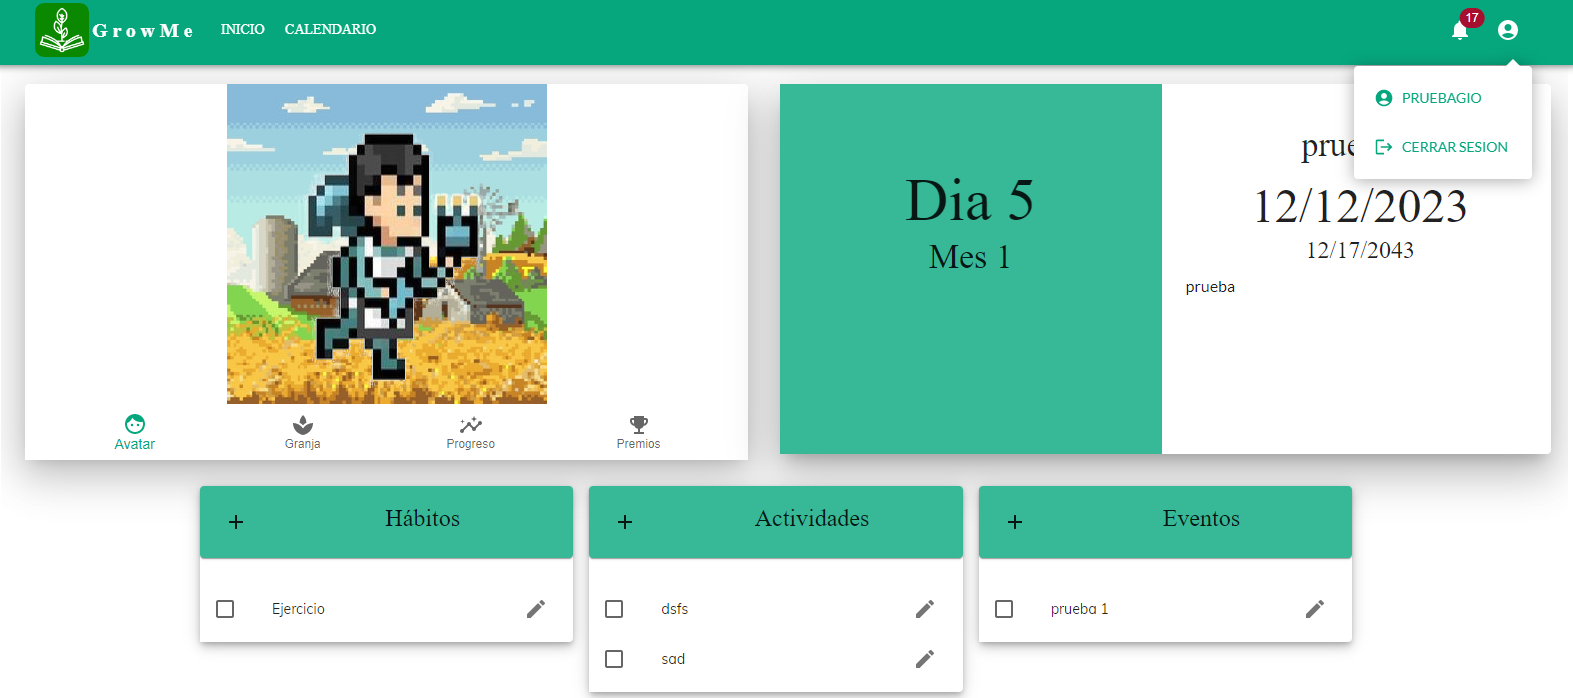 GrowMe INICIO CALENDARIO 17
PRUEBAGIO
CERRAR SESION
Dia 5
Mes 1
12/12/2023
12/17/2043
prueba
Avatar Granja Progreso Premios
+ Hábitos
Ejercicio
+ Actividades
dsfs
sad
+ Eventos
prueba 1